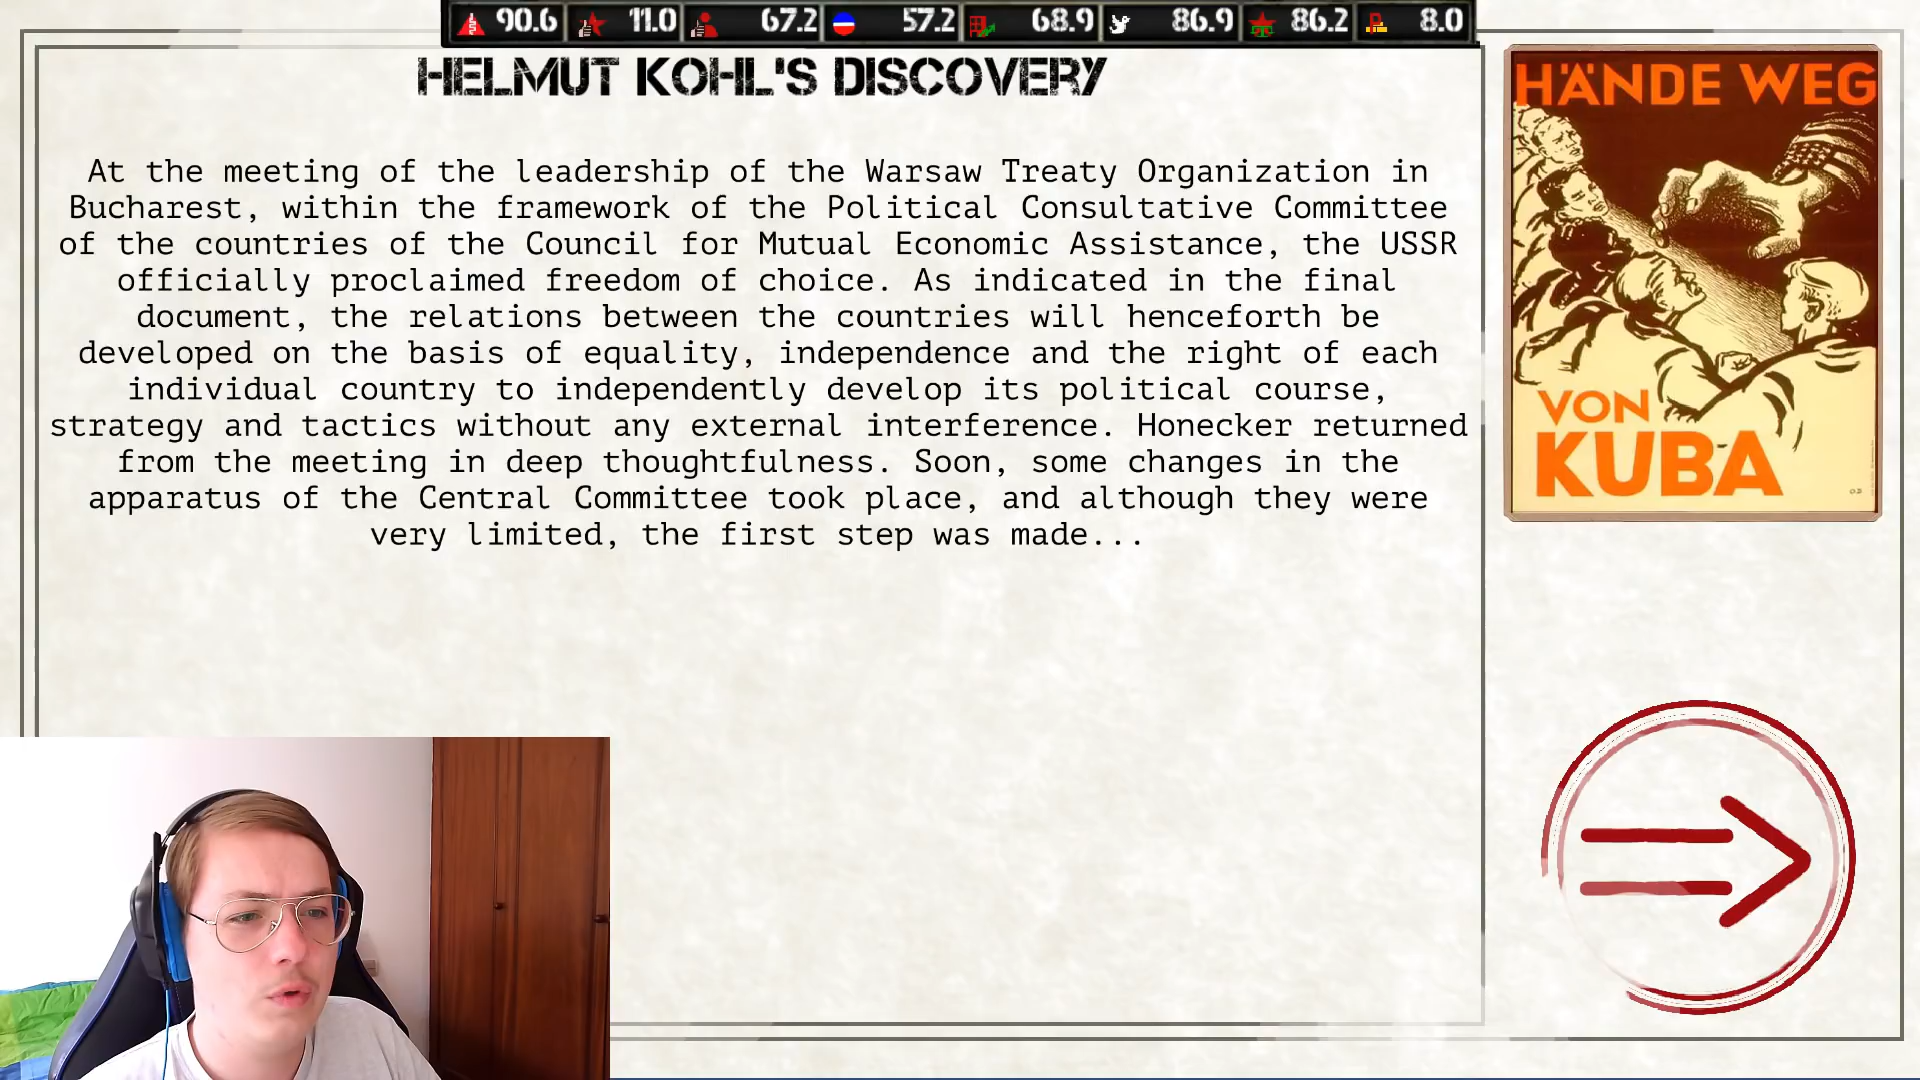 90.6 11.0 67.2 57.2 68.9 86.9 86.2 8.0
HELMUT KOHL'S DISCOVERY
At the meeting of the leadership of the Warsaw Treaty Organization in
Bucharest, within the framework of the Political Consultative Committee
of the countries of the Council for Mutual Economic Assistance, the USSR
officially proclaimed freedom of choice. As indicated in the final
document, the relations between the countries will henceforth be
developed on the basis of equality, independence and the right of each
individual country to independently develop its political course,
strategy and tactics without any external interference. Honecker returned
from the meeting in deep thoughtfulness. Soon, some changes in the
apparatus of the Central Committee took place, and although they were
very limited, the first step was made...
HÄNDE WEG
VON
KUBA